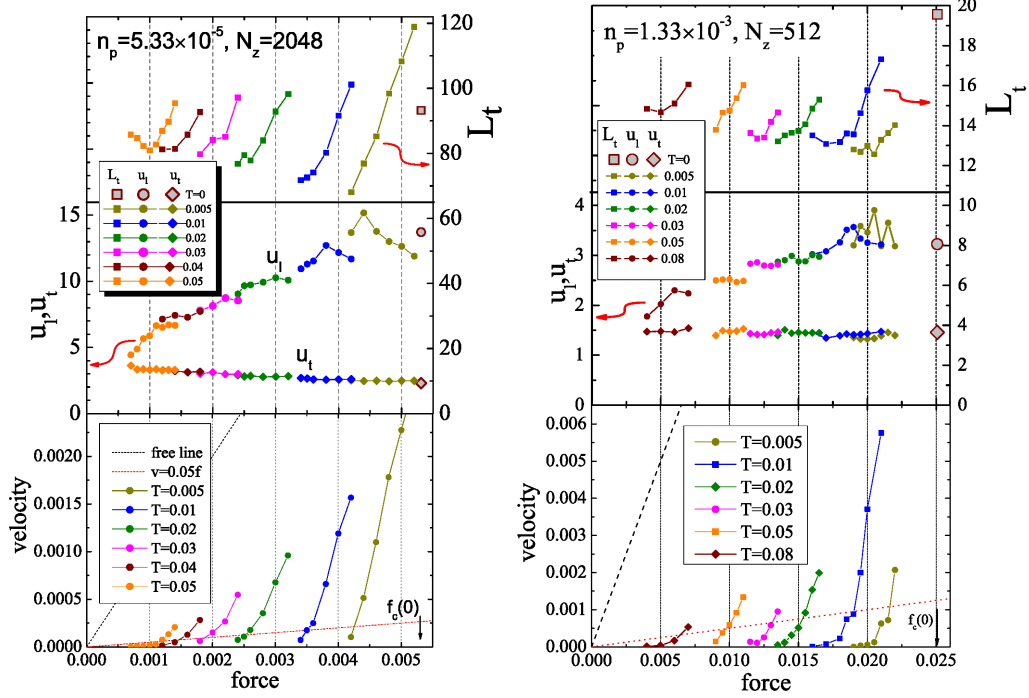 n_p=5.33×10^-5, N_z=2048
120
100
80
60
40
20
0
L_t
L_t u_l u_t
T=0
0.005
0.01
0.02
0.03
0.04
0.05
15
10
5
0
u_l,u_t
u_l
u_t
free line
v=0.05f
T=0.005
T=0.01
T=0.02
T=0.03
T=0.04
T=0.05
f_c(0)
0.0020
0.0015
0.0010
0.0005
0.0000
velocity
0.000 0.001 0.002 0.003 0.004 0.005
force
n_p=1.33×10^-3, N_z=512
20
19
18
17
16
15
14
13
12
11
10
8
6
4
2
0
L_t
L_t u_l u_t
T=0
0.005
0.01
0.02
0.03
0.05
0.08
4
3
2
1
0
u_l,u_t
T=0.005
T=0.01
T=0.02
T=0.03
T=0.05
T=0.08
f_c(0)
0.006
0.005
0.004
0.003
0.002
0.001
0.000
velocity
0.000 0.005 0.010 0.015 0.020 0.025
force